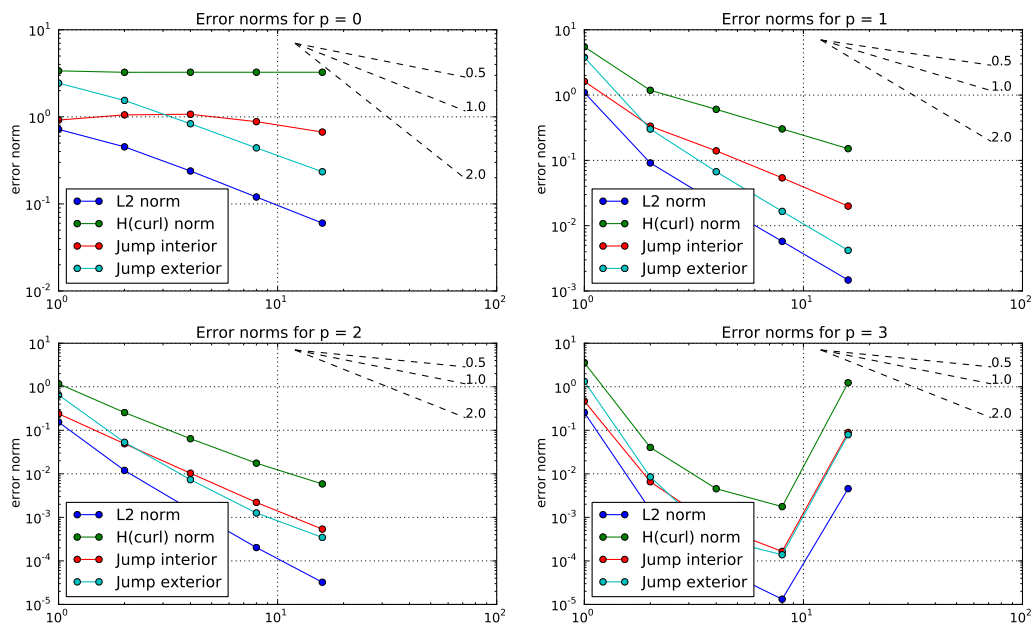 Error norms for p = 0
10^1
10^0
10^-1
10^-2
error norm
0.5
1.0
2.0
L2 norm
H(curl) norm
Jump interior
Jump exterior
10^0
10^1
10^2
Error norms for p = 1
10^1
10^0
10^-1
10^-2
10^-3
error norm
0.5
1.0
2.0
L2 norm
H(curl) norm
Jump interior
Jump exterior
10^0
10^1
10^2
Error norms for p = 2
10^1
10^0
10^-1
10^-2
10^-3
10^-4
10^-5
error norm
0.5
1.0
2.0
L2 norm
H(curl) norm
Jump interior
Jump exterior
10^0
10^1
10^2
Error norms for p = 3
10^1
10^0
10^-1
10^-2
10^-3
10^-4
10^-5
error norm
0.5
1.0
2.0
L2 norm
H(curl) norm
Jump interior
Jump exterior
10^0
10^1
10^2